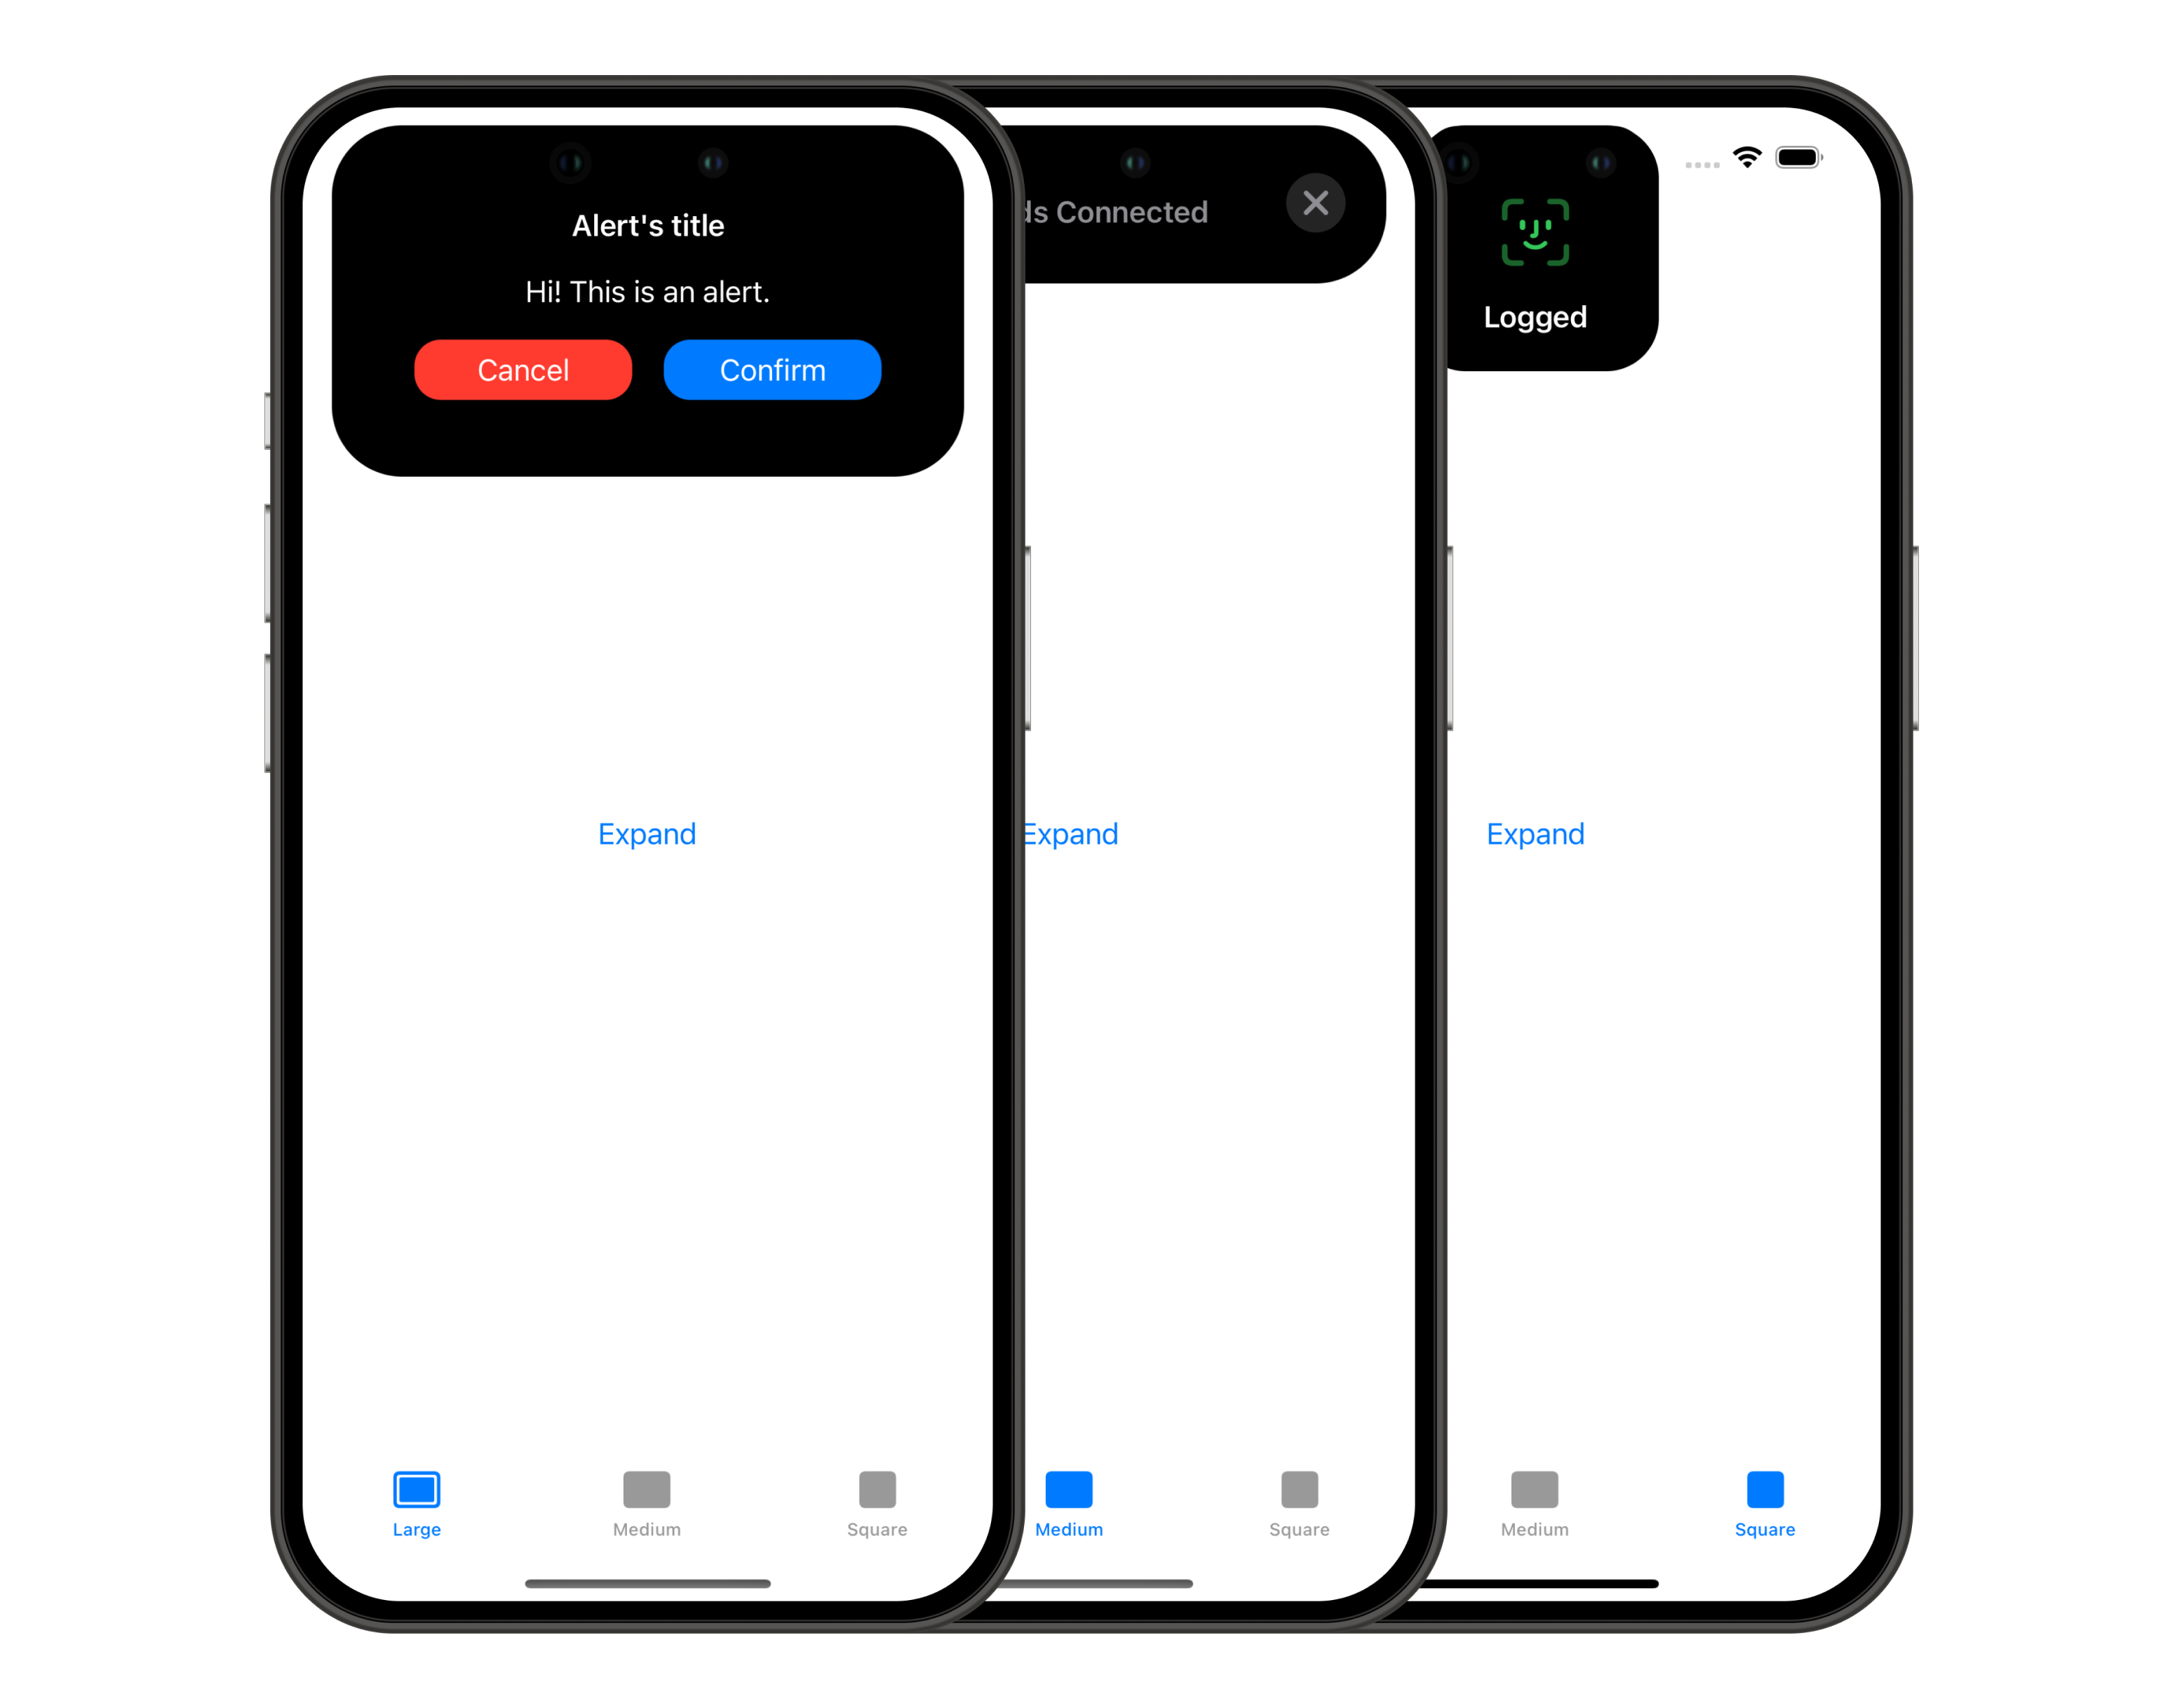 Alert's title
Hi! This is an alert.
Cancel
Confirm
Expand
Large
Medium
Square
Connected
Expand
Medium
Square
Logged
Expand
Medium
Square